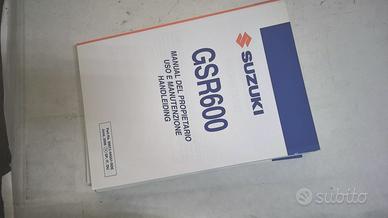 SUZUKI
GSR600
MANUAL DEL PROPIETARIO
USO E MANUTENZIONE
HANDLEIDING
subito